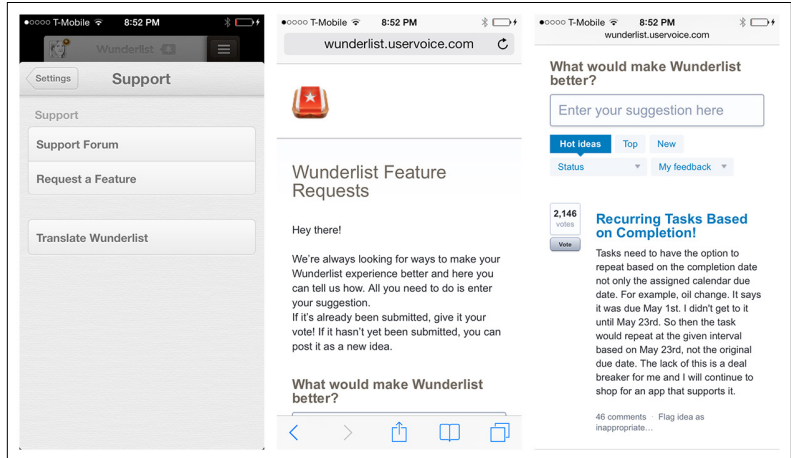 T-Mobile 8:52 PM
Wunderlist
Settings
Support
Support
Support Forum
Request a Feature
Translate Wunderlist
T-Mobile 8:52 PM
wunderlist.uservoice.com
Wunderlist Feature
Requests
Hey there!
We're always looking for ways to make your
Wunderlist experience better and here you
can tell us how. All you need to do is enter
your suggestion.
If it's already been submitted, give it your
vote! If it hasn't yet been submitted, you can
post it as a new idea.
What would make Wunderlist
better?
T-Mobile 8:52 PM
wunderlist.uservoice.com
What would make Wunderlist
better?
Enter your suggestion here
Hot ideas Top New
Status My feedback
2,146
votes
Vote
Recurring Tasks Based
on Completion!
Tasks need to have the option to
repeat based on the completion date
not only the assigned calendar due
date. For example, oil change. It says
it was due May 1st. I didn't get to it
until May 23rd. So then the task
would repeat at the given interval
based on May 23rd, not the original
due date. The lack of this is a deal
breaker for me and I will continue to
shop for an app that supports it.
46 comments · Flag idea as
inappropriate…